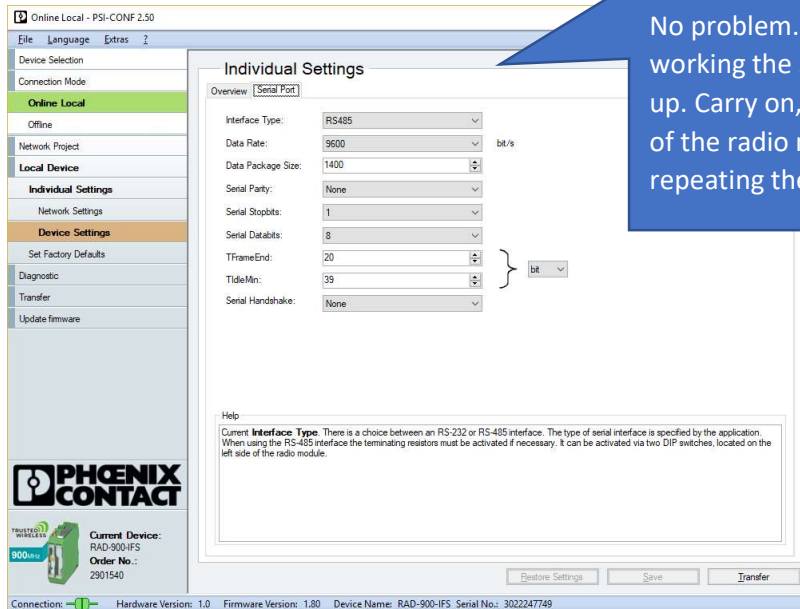 Online Local - PSI-CONF 2.50
File Language Extras ?
No problem.
working the
up. Carry on,
of the radio
repeating the
Device Selection
Connection Mode
Online Local
Offline
Network Project
Local Device
Individual Settings
Network Settings
Device Settings
Set Factory Defaults
Diagnostic
Transfer
Update firmware
Individual Settings
Overview Serial Port
Interface Type: RS485
Data Rate: 9600 bit/s
Data Package Size: 1400
Serial Parity: None
Serial Stopbits: 1
Serial Databits: 8
TFrameEnd: 20
TIdleMin: 39
bit
Serial Handshake: None
Help
Current Interface Type. There is a choice between an RS-232 or RS-485 interface. The type of serial interface is specified by the application.
When using the RS-485 interface the terminating resistors must be activated if necessary. It can be activated via two DIP switches, located on the
left side of the radio module.
PHŒNIX
CONTACT
TRUSTED
WIRELESS
900MHz
Current Device:
RAD-900-IFS
Order No.:
2901540
Restore Settings Save Transfer
Connection: Hardware Version: 1.0 Firmware Version: 1.80 Device Name: RAD-900-IFS Serial No.: 3022247749